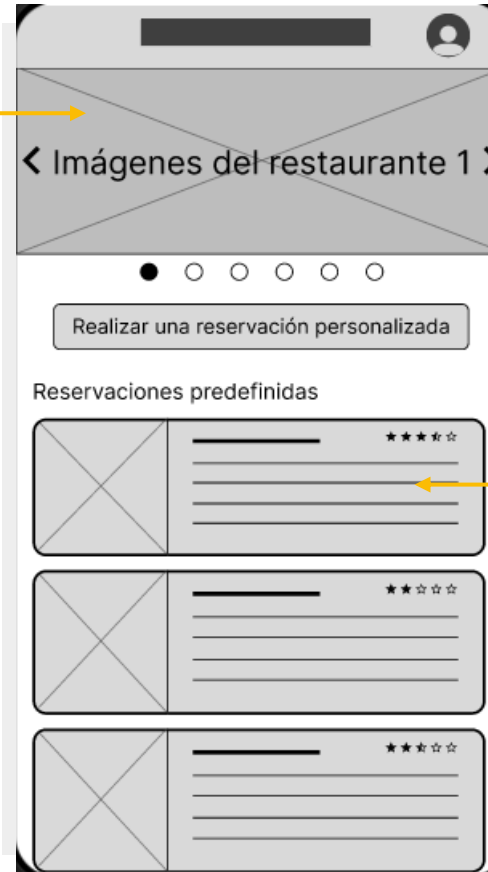 Imágenes del restaurante 1
Realizar una reservación personalizada
Reservaciones predefinidas